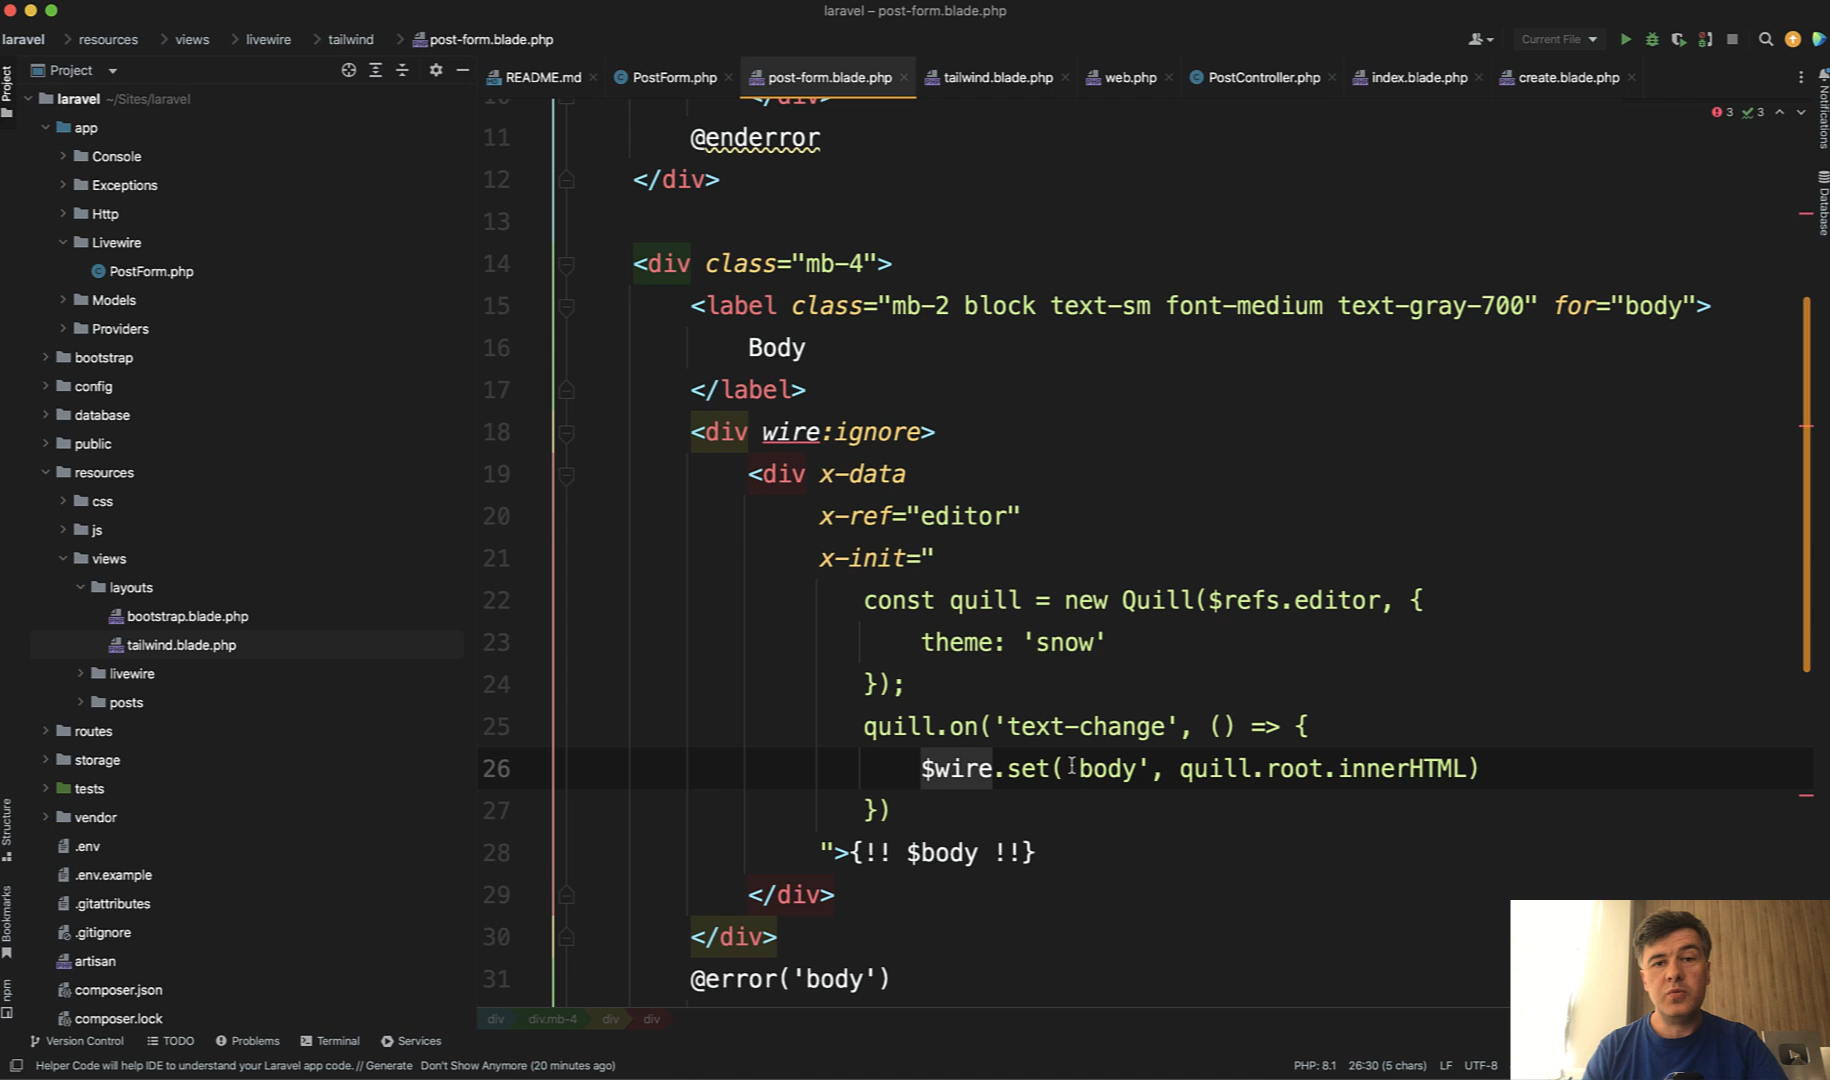 laravel – post-form.blade.php
laravel resources views livewire tailwind post-form.blade.php
Current File
Project
README.md PostForm.php post-form.blade.php tailwind.blade.php web.php PostController.php index.blade.php create.blade.php
3 3
Project
Structure
Bookmarks
npm
Notifications
Database
laravel ~/Sites/laravel
app
Console
Exceptions
Http
Livewire
PostForm.php
Models
Providers
bootstrap
config
database
public
resources
css
js
views
layouts
bootstrap.blade.php
tailwind.blade.php
livewire
posts
routes
storage
tests
vendor
.env
.env.example
.gitattributes
.gitignore
artisan
composer.json
composer.lock
10 </div>
11 @enderror
12 </div>
13
14 <div class="mb-4">
15 <label class="mb-2 block text-sm font-medium text-gray-700" for="body">
16 Body
17 </label>
18 <div wire:ignore>
19 <div x-data
20 x-ref="editor"
21 x-init="
22 const quill = new Quill($refs.editor, {
23 theme: 'snow'
24 });
25 quill.on('text-change', () => {
26 $wire.set('body', quill.root.innerHTML)
27 })
28 ">{!! $body !!}
29 </div>
30 </div>
31 @error('body')
div div.mb-4 div div
Version Control TODO Problems Terminal Services
Helper Code will help IDE to understand your Laravel app code. // Generate Don't Show Anymore (20 minutes ago)
PHP: 8.1 26:30 (5 chars) LF UTF-8